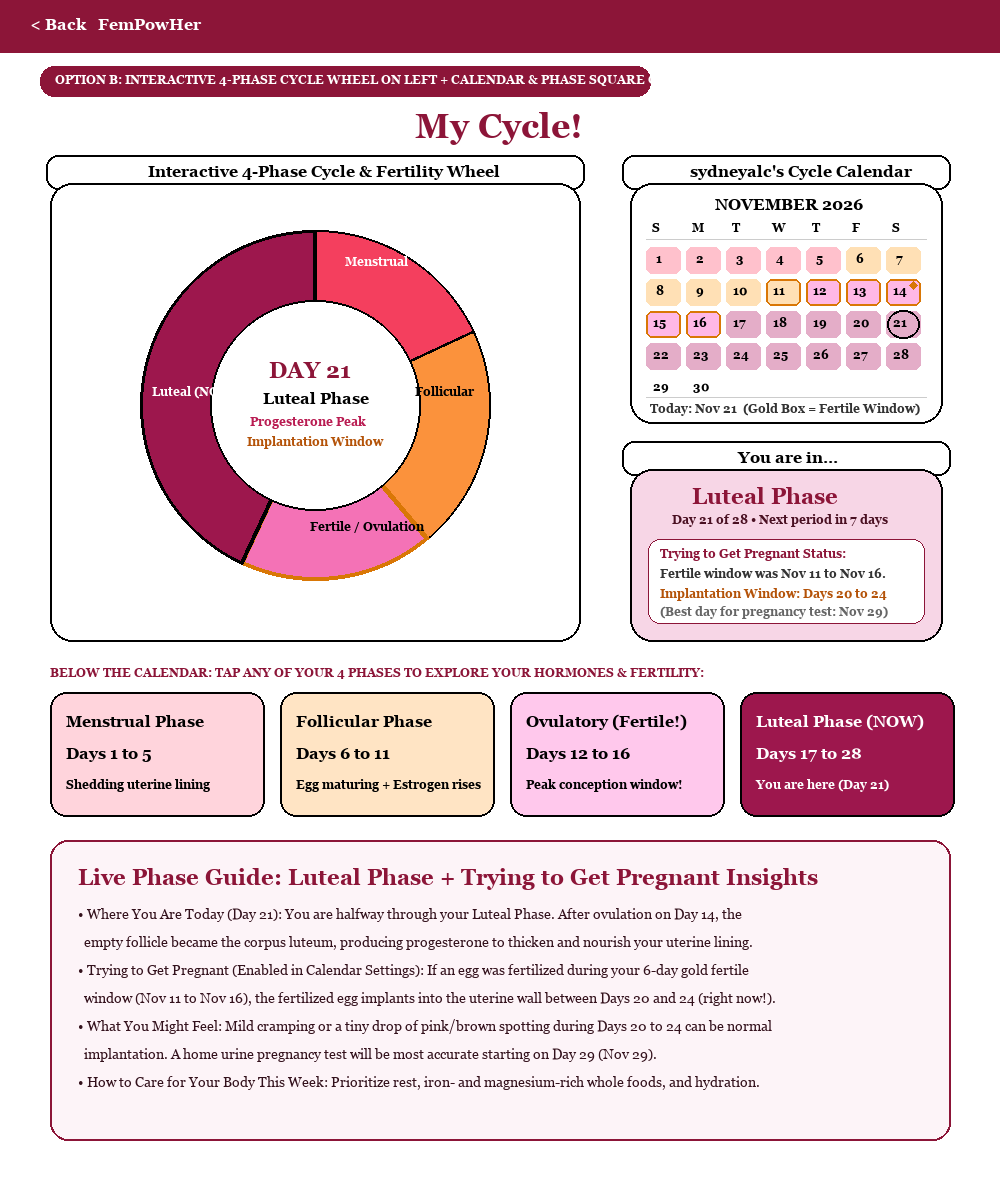 < Back FemPowHer
OPTION B: INTERACTIVE 4-PHASE CYCLE WHEEL ON LEFT + CALENDAR & PHASE SQUARE
My Cycle!
Interactive 4-Phase Cycle & Fertility Wheel
Menstrual
Follicular
Fertile / Ovulation
Luteal (NO
DAY 21
Luteal Phase
Progesterone Peak
Implantation Window
sydneyalc's Cycle Calendar
NOVEMBER 2026
S M T W T F S
1 2 3 4 5 6 7
8 9 10 11 12 13 14
15 16 17 18 19 20 21
22 23 24 25 26 27 28
29 30
Today: Nov 21 (Gold Box = Fertile Window)
You are in...
Luteal Phase
Day 21 of 28 • Next period in 7 days
Trying to Get Pregnant Status:
Fertile window was Nov 11 to Nov 16.
Implantation Window: Days 20 to 24
(Best day for pregnancy test: Nov 29)
BELOW THE CALENDAR: TAP ANY OF YOUR 4 PHASES TO EXPLORE YOUR HORMONES & FERTILITY:
Menstrual Phase
Days 1 to 5
Shedding uterine lining
Follicular Phase
Days 6 to 11
Egg maturing + Estrogen rises
Ovulatory (Fertile!)
Days 12 to 16
Peak conception window!
Luteal Phase (NOW)
Days 17 to 28
You are here (Day 21)
Live Phase Guide: Luteal Phase + Trying to Get Pregnant Insights
• Where You Are Today (Day 21): You are halfway through your Luteal Phase. After ovulation on Day 14, the
empty follicle became the corpus luteum, producing progesterone to thicken and nourish your uterine lining.
• Trying to Get Pregnant (Enabled in Calendar Settings): If an egg was fertilized during your 6-day gold fertile
window (Nov 11 to Nov 16), the fertilized egg implants into the uterine wall between Days 20 and 24 (right now!).
• What You Might Feel: Mild cramping or a tiny drop of pink/brown spotting during Days 20 to 24 can be normal
implantation. A home urine pregnancy test will be most accurate starting on Day 29 (Nov 29).
• How to Care for Your Body This Week: Prioritize rest, iron- and magnesium-rich whole foods, and hydration.